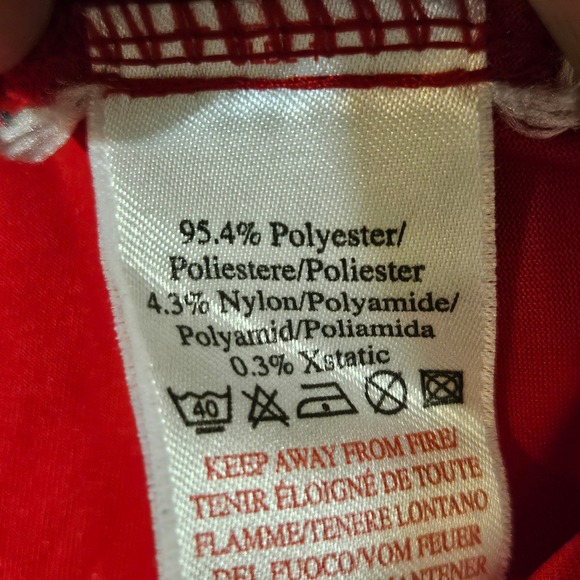 95.4% Polyester/
Poliestere/Poliester
4.3% Nylon/Polyamide/
Polyamid/Poliamida
0.3% Xstatic
40
KEEP AWAY FROM FIRE/
TENIR ÉLOIGNÉ DE TOUTE
FLAMME/TENERE LONTANO
DEL FUOCO/VOM FEUER
MANTENER